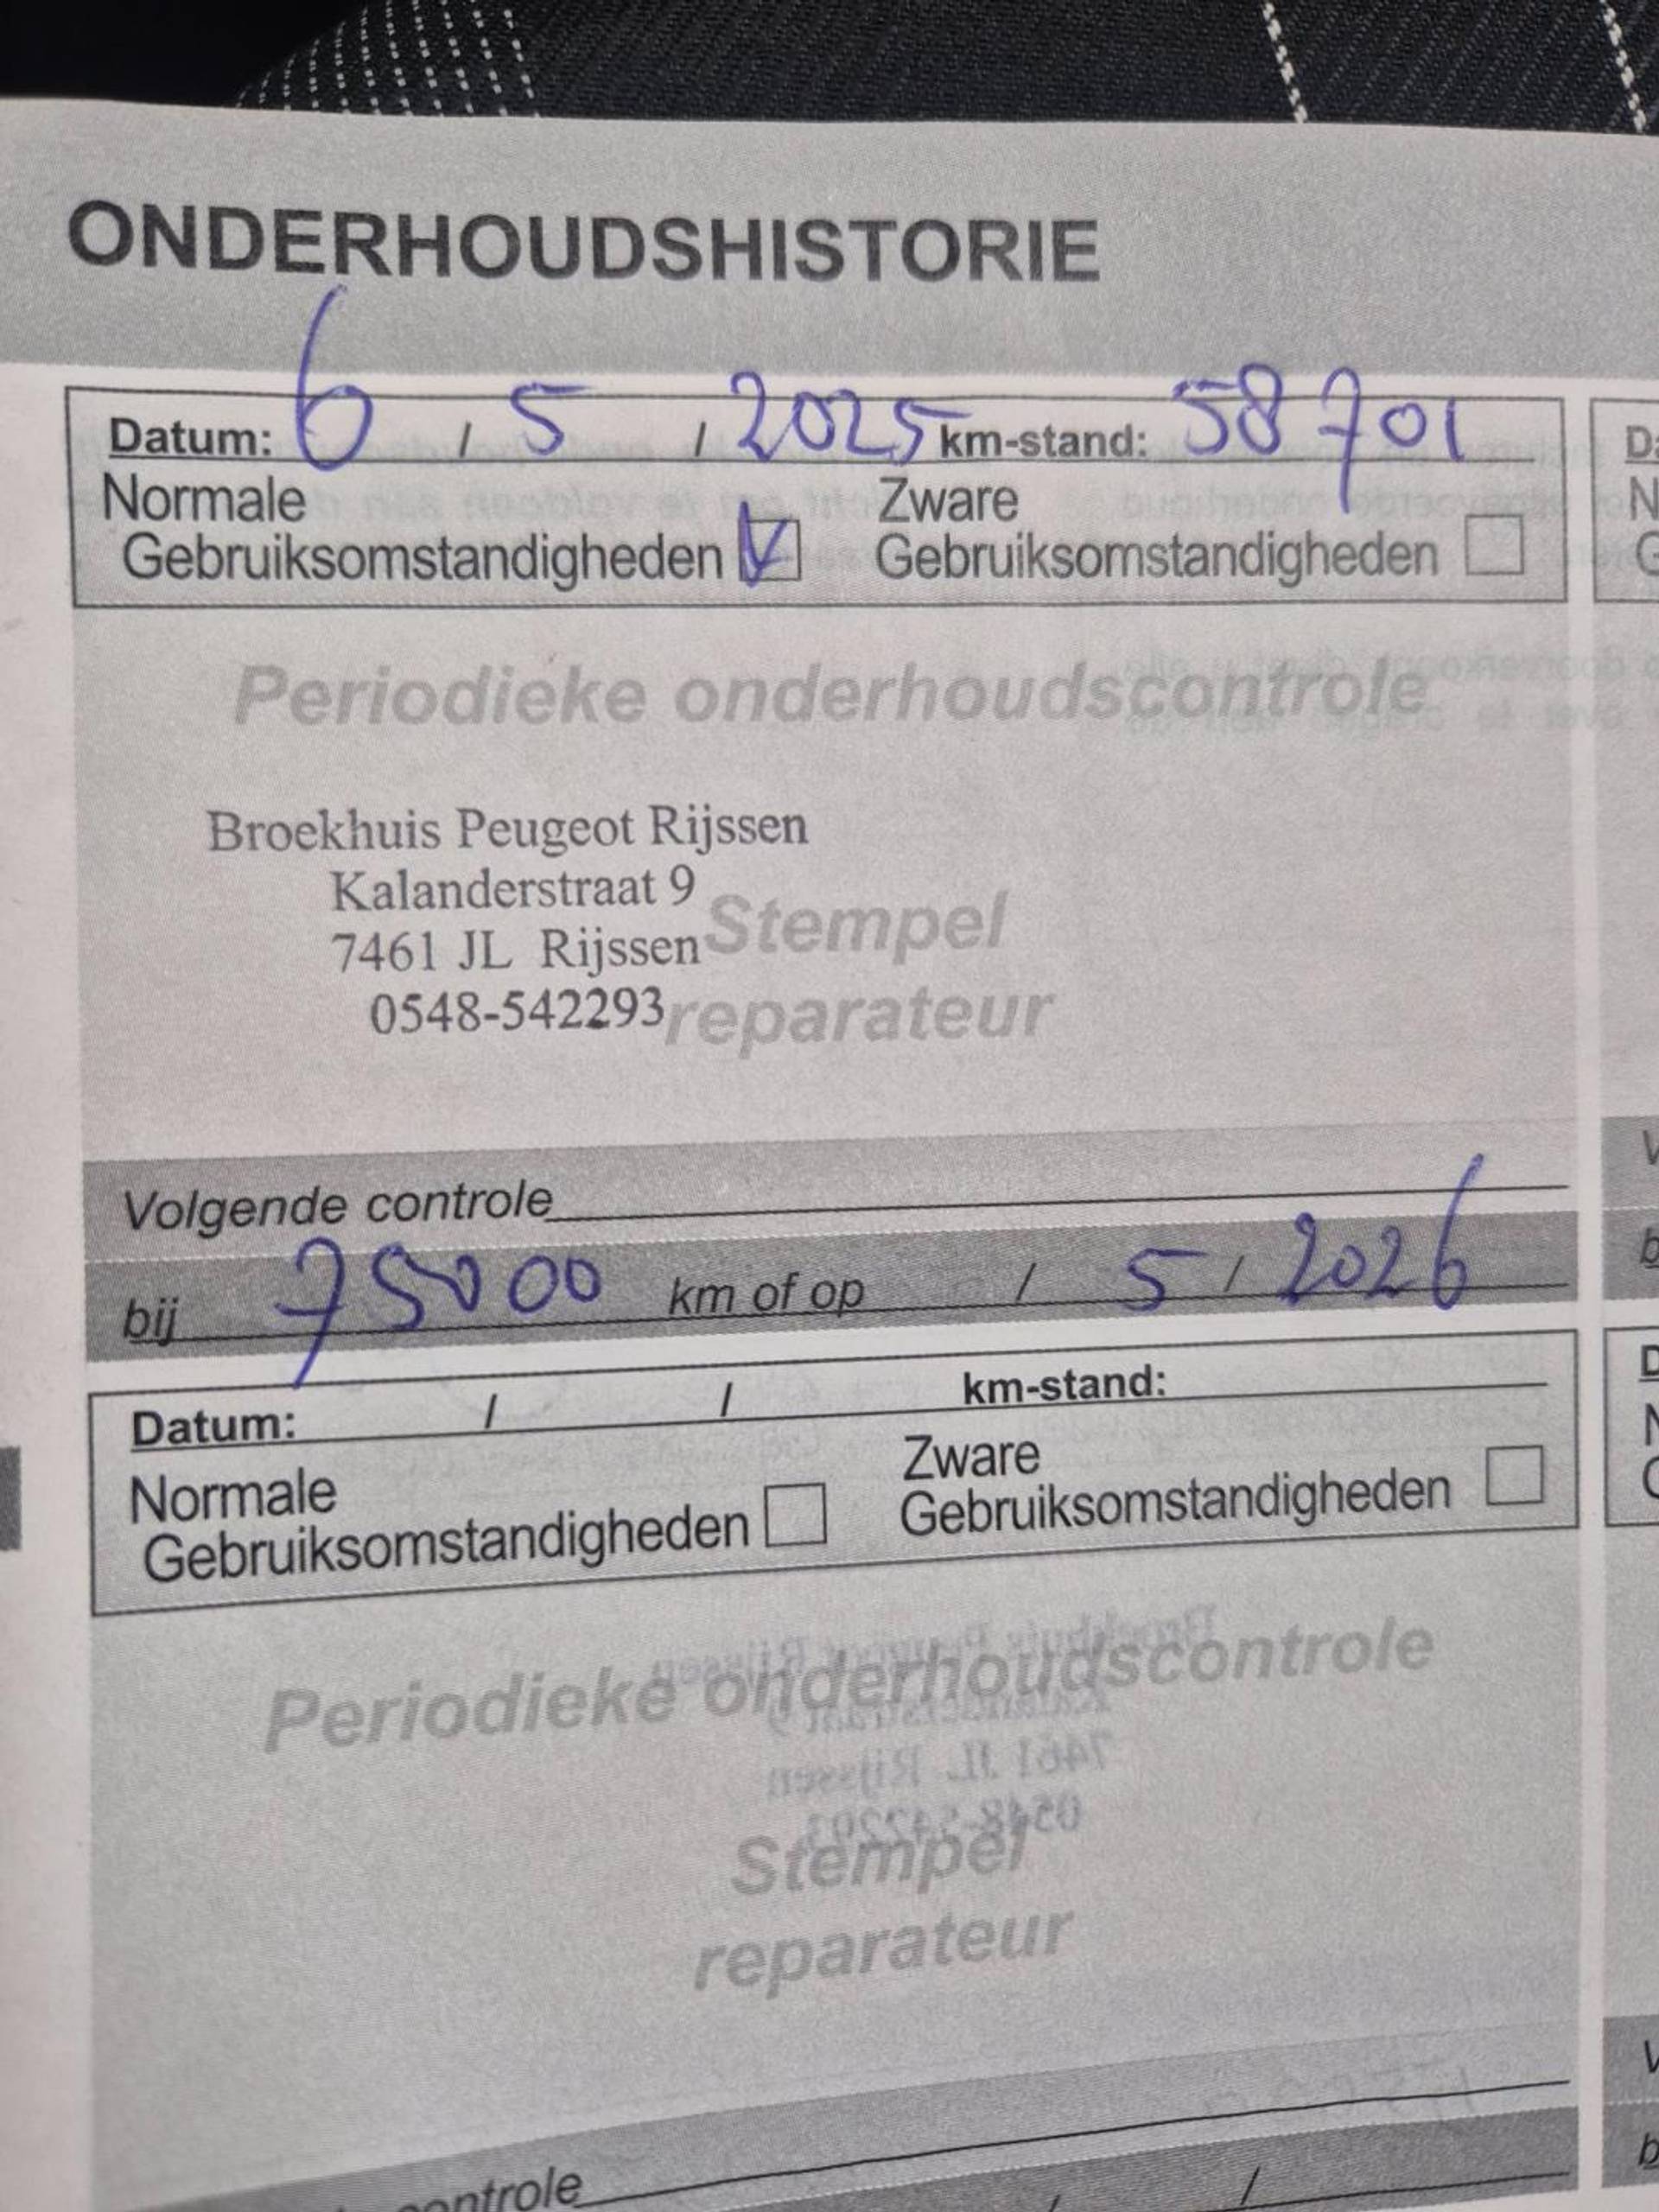 ONDERHOUDSHISTORIE
Datum: 6 / 5 / 2025 km-stand: 58701
Normale
Gebruiksomstandigheden V
Zware
Gebruiksomstandigheden
Periodieke onderhoudscontrole
Broekhuis Peugeot Rijssen
Kalanderstraat 9
7461 JL Rijssen
0548-542293
Stempel
reparateur
Volgende controle
bij 75000 km of op / 5 / 2026
Datum: / / km-stand:
Normale
Gebruiksomstandigheden
Zware
Gebruiksomstandigheden
Periodieke onderhoudscontrole
Stempel
reparateur